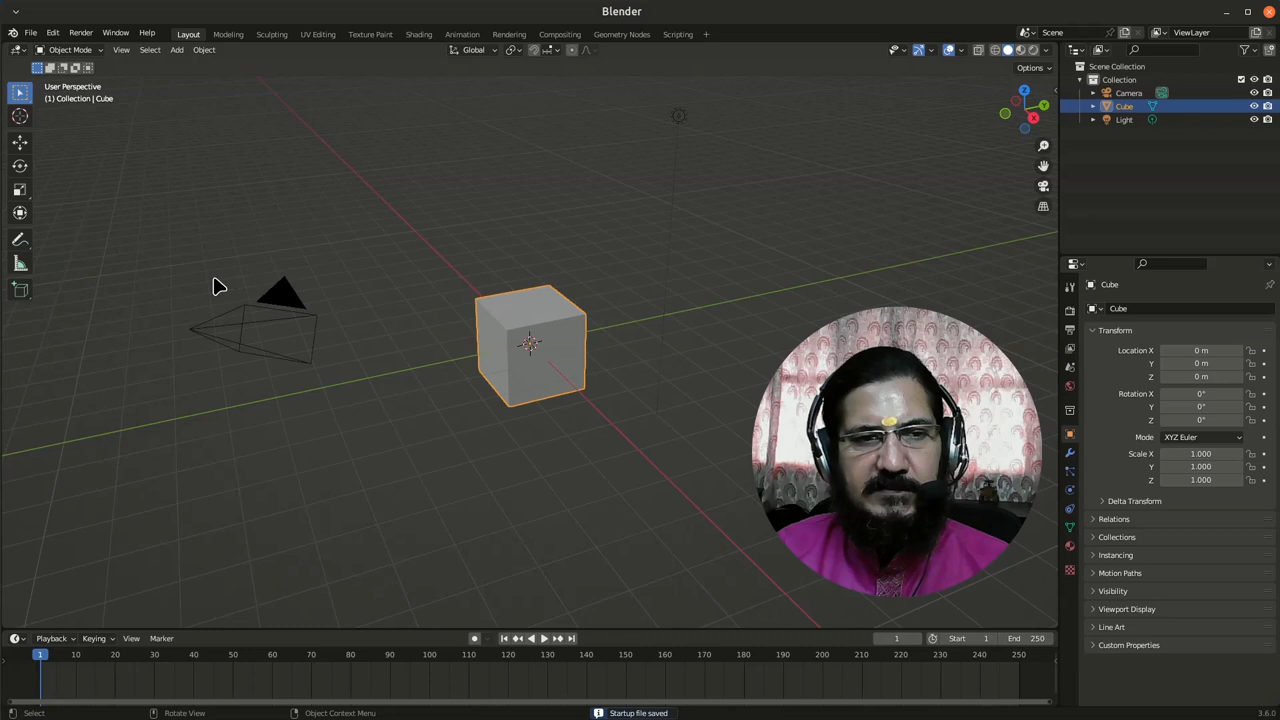 Blender
File Edit Render Window Help Layout Modeling Sculpting UV Editing Texture Paint Shading Animation Rendering Compositing Geometry Nodes Scripting + Scene ViewLayer
Object Mode View Select Add Object Global
Options
User Perspective
(1) Collection | Cube
Z
Y
X
Scene Collection
Collection
Camera
Cube
Light
Cube
Cube
Transform
Location X 0 m
Y 0 m
Z 0 m
Rotation X 0°
Y 0°
Z 0°
Mode XYZ Euler
Scale X 1.000
Y 1.000
Z 1.000
Delta Transform
Relations
Collections
Instancing
Motion Paths
Visibility
Viewport Display
Line Art
Custom Properties
Playback Keying View Marker 1 Start 1 End 250
1 10 20 30 40 50 60 70 80 90 100 110 120 130 140 150 160 170 180 190 200 210 220 230 240 250
Select Rotate View Object Context Menu Startup file saved 3.6.0